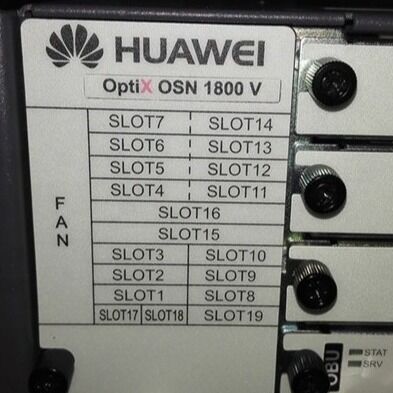 HUAWEI
OptiX OSN 1800 V
FAN
SLOT7 SLOT14
SLOT6 SLOT13
SLOT5 SLOT12
SLOT4 SLOT11
SLOT16
SLOT15
SLOT3 SLOT10
SLOT2 SLOT9
SLOT1 SLOT8
SLOT17 SLOT18 SLOT19
OBU
STAT
SRV